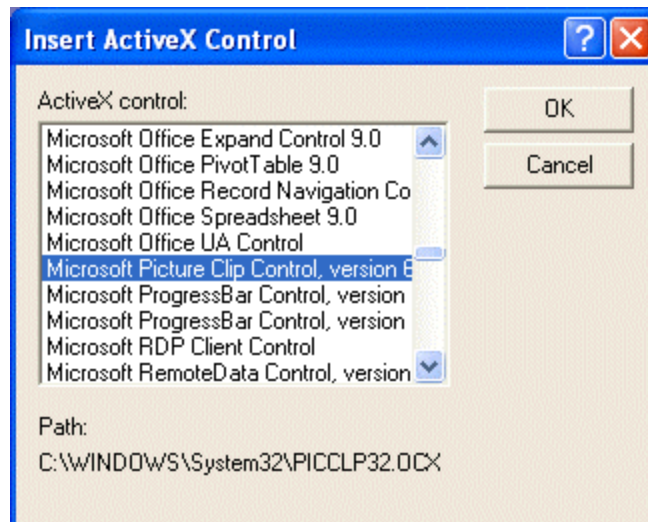 Insert ActiveX Control
ActiveX control:
OK
Cancel
Microsoft Office Expand Control 9.0
Microsoft Office PivotTable 9.0
Microsoft Office Record Navigation Co
Microsoft Office Spreadsheet 9.0
Microsoft Office UA Control
Microsoft Picture Clip Control, version 6
Microsoft ProgressBar Control, version
Microsoft ProgressBar Control, version
Microsoft RDP Client Control
Microsoft RemoteData Control, version
Path:
C:\WINDOWS\System32\PICCLP32.OCX